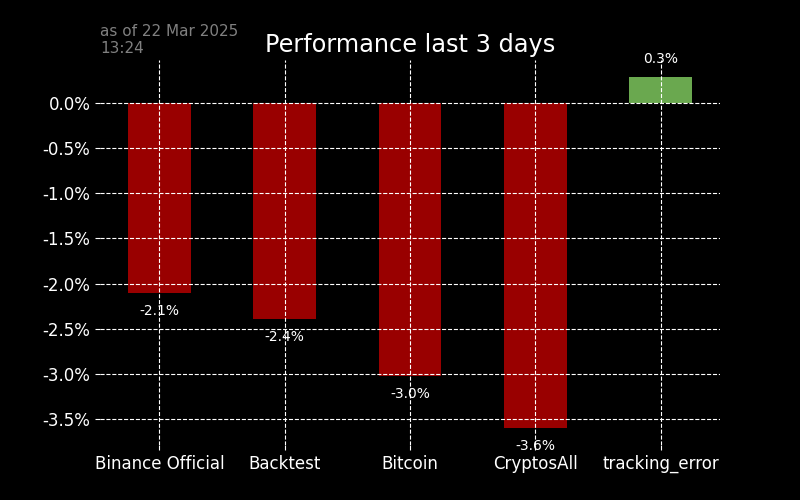 as of 22 Mar 2025
13:24
Performance last 3 days
0.3%
0.0%
-0.5%
-1.0%
-1.5%
-2.0%
-2.5%
-3.0%
-3.5%
-2.1%
-2.4%
-3.0%
-3.6%
Binance Official
Backtest
Bitcoin
CryptosAll
tracking_error